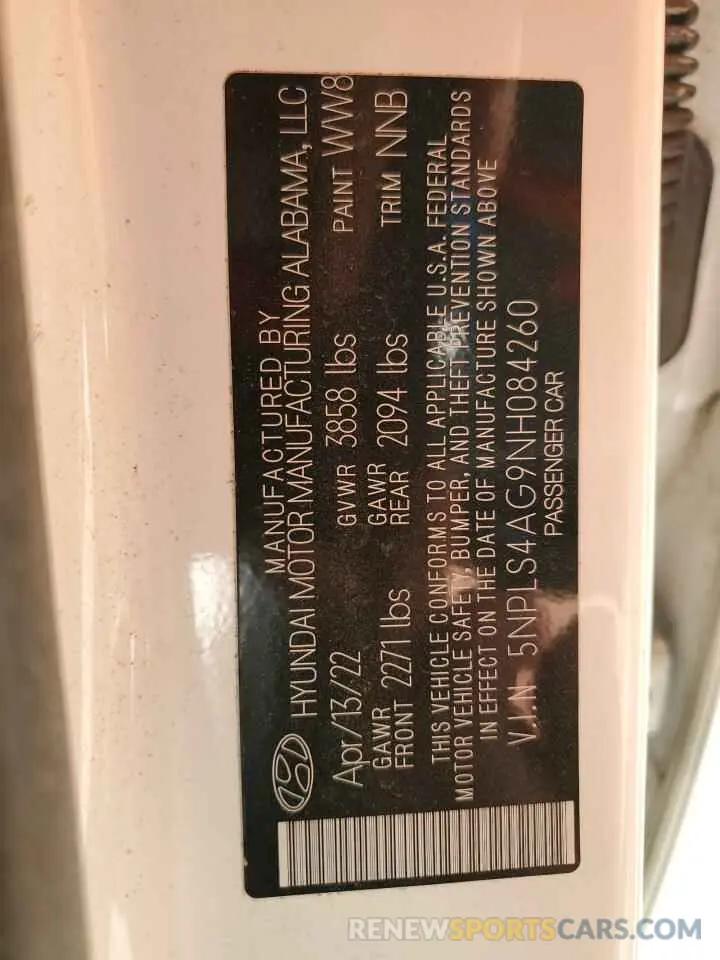 MANUFACTURED BY
HYUNDAI MOTOR MANUFACTURING ALABAMA, LLC
Apr/13/22 GVWR 3858 lbs PAINT WW8
GAWR FRONT 2271 lbs GAWR REAR 2094 lbs TRIM NNB
THIS VEHICLE CONFORMS TO ALL APPLICABLE U.S.A. FEDERAL
MOTOR VEHICLE SAFETY, BUMPER, AND THEFT PREVENTION STANDARDS
IN EFFECT ON THE DATE OF MANUFACTURE SHOWN ABOVE
V.I.N 5NPLS4AG9NH084260
PASSENGER CAR
RENEWSPORTSCARS.COM